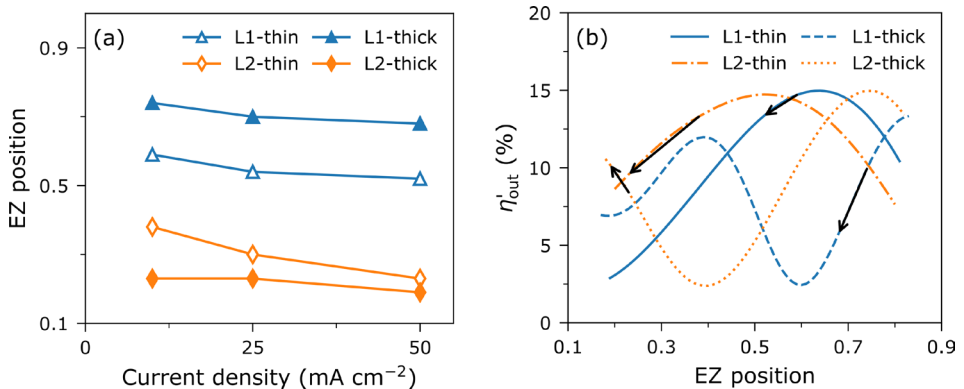 (a)
L1-thin
L1-thick
L2-thin
L2-thick
0.9
0.5
0.1
EZ position
0
25
50
Current density (mA cm⁻²)
(b)
L1-thin
L1-thick
L2-thin
L2-thick
20
15
10
5
0
η'out (%)
0.1
0.3
0.5
0.7
0.9
EZ position